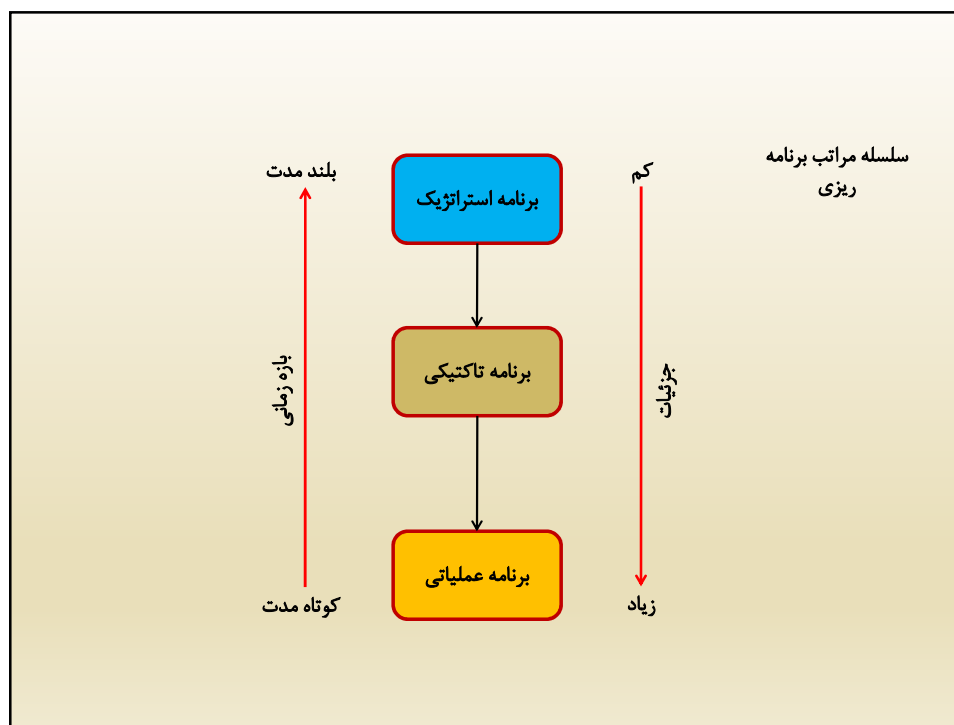 سلسله مراتب برنامه
ریزی
کم
بلند مدت
برنامه استراتژیک
برنامه تاکتیکی
جزئیات
بازه زمانی
برنامه عملیاتی
زیاد
کوتاه مدت